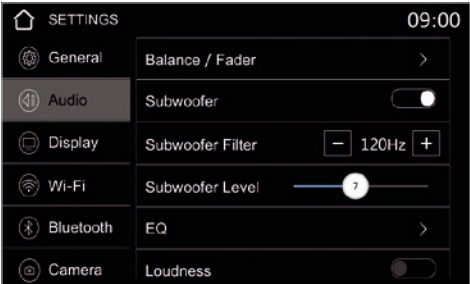 SETTINGS 09:00
General
Audio
Display
Wi-Fi
Bluetooth
Camera
Balance / Fader >
Subwoofer
Subwoofer Filter − 120Hz +
Subwoofer Level 7
EQ >
Loudness